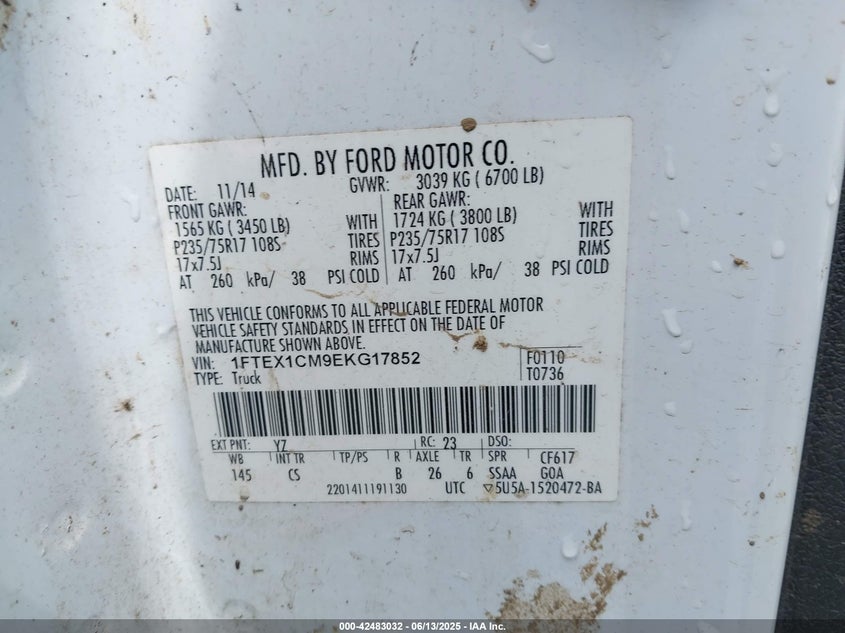 MFD. BY FORD MOTOR CO.
DATE: 11/14 GVWR: 3039 KG ( 6700 LB)
FRONT GAWR: REAR GAWR:
1565 KG ( 3450 LB) WITH 1724 KG ( 3800 LB) WITH
P235/75R17 108S TIRES P235/75R17 108S TIRES
17x7.5J RIMS 17x7.5J RIMS
AT 260 kPa/ 38 PSI COLD AT 260 kPa/ 38 PSI COLD
THIS VEHICLE CONFORMS TO ALL APPLICABLE FEDERAL MOTOR
VEHICLE SAFETY STANDARDS IN EFFECT ON THE DATE OF
MANUFACTURE SHOWN ABOVE.
VIN: 1FTEX1CM9EKG17852 F0110
TYPE: Truck T0736
EXT PNT: YZ RC: 23 DSO:
WB INT TR TP/PS R AXLE TR SPR CF617
145 CS B 26 6 SSAA GOA
2201411191130 UTC ▽5U5A-1520472-BA
000-42483032 - 06/13/2025 - IAA Inc.